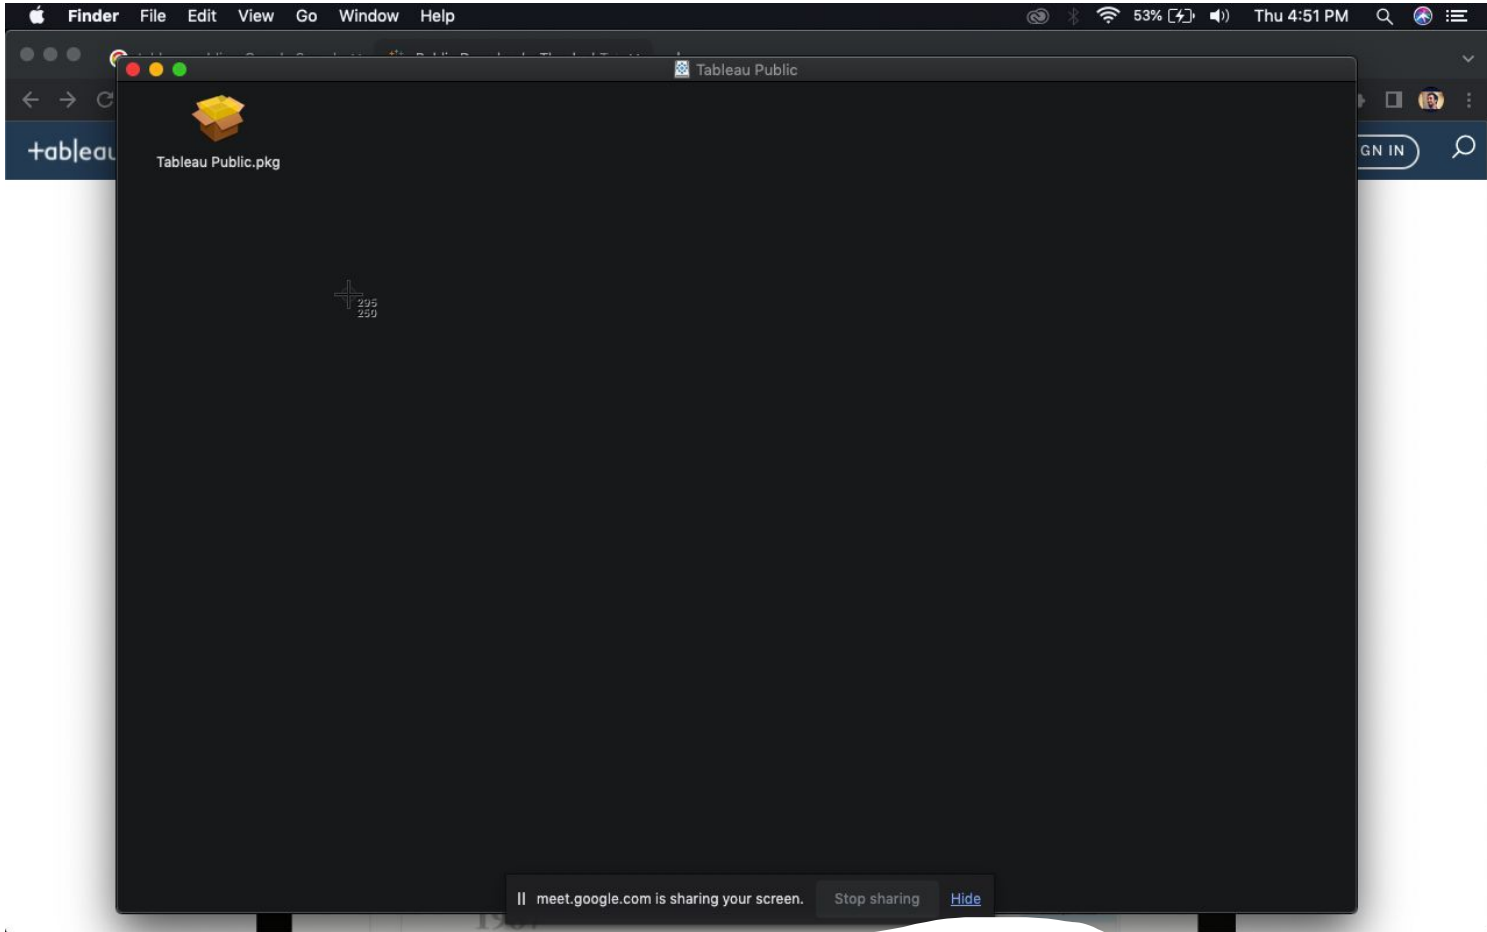 Finder File Edit View Go Window Help 53% Thu 4:51 PM
Tableau Public
+ableau
GN IN
Tableau Public.pkg
295
250
meet.google.com is sharing your screen. Stop sharing Hide